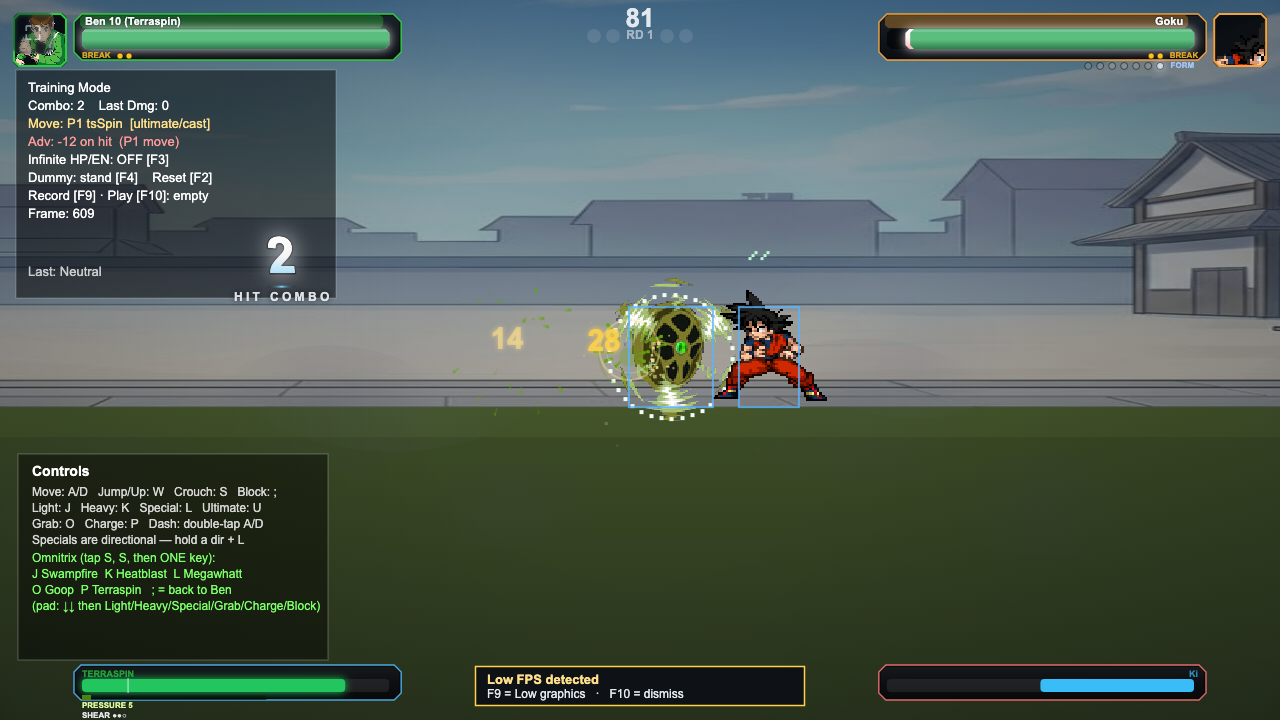 Ben 10 (Terraspin)
BREAK
81
RD 1
Goku
BREAK
FORM
Training Mode
Combo: 2 Last Dmg: 0
Move: P1 tsSpin [ultimate/cast]
Adv: -12 on hit (P1 move)
Infinite HP/EN: OFF [F3]
Dummy: stand [F4] Reset [F2]
Record [F9] · Play [F10]: empty
Frame: 609
Last: Neutral
2
HIT COMBO
14
28
Controls
Move: A/D Jump/Up: W Crouch: S Block: ;
Light: J Heavy: K Special: L Ultimate: U
Grab: O Charge: P Dash: double-tap A/D
Specials are directional — hold a dir + L
Omnitrix (tap S, S, then ONE key):
J Swampfire K Heatblast L Megawhatt
O Goop P Terraspin ; = back to Ben
(pad: ↓↓ then Light/Heavy/Special/Grab/Charge/Block)
TERRASPIN
PRESSURE 5
SHEAR
Low FPS detected
F9 = Low graphics · F10 = dismiss
Ki